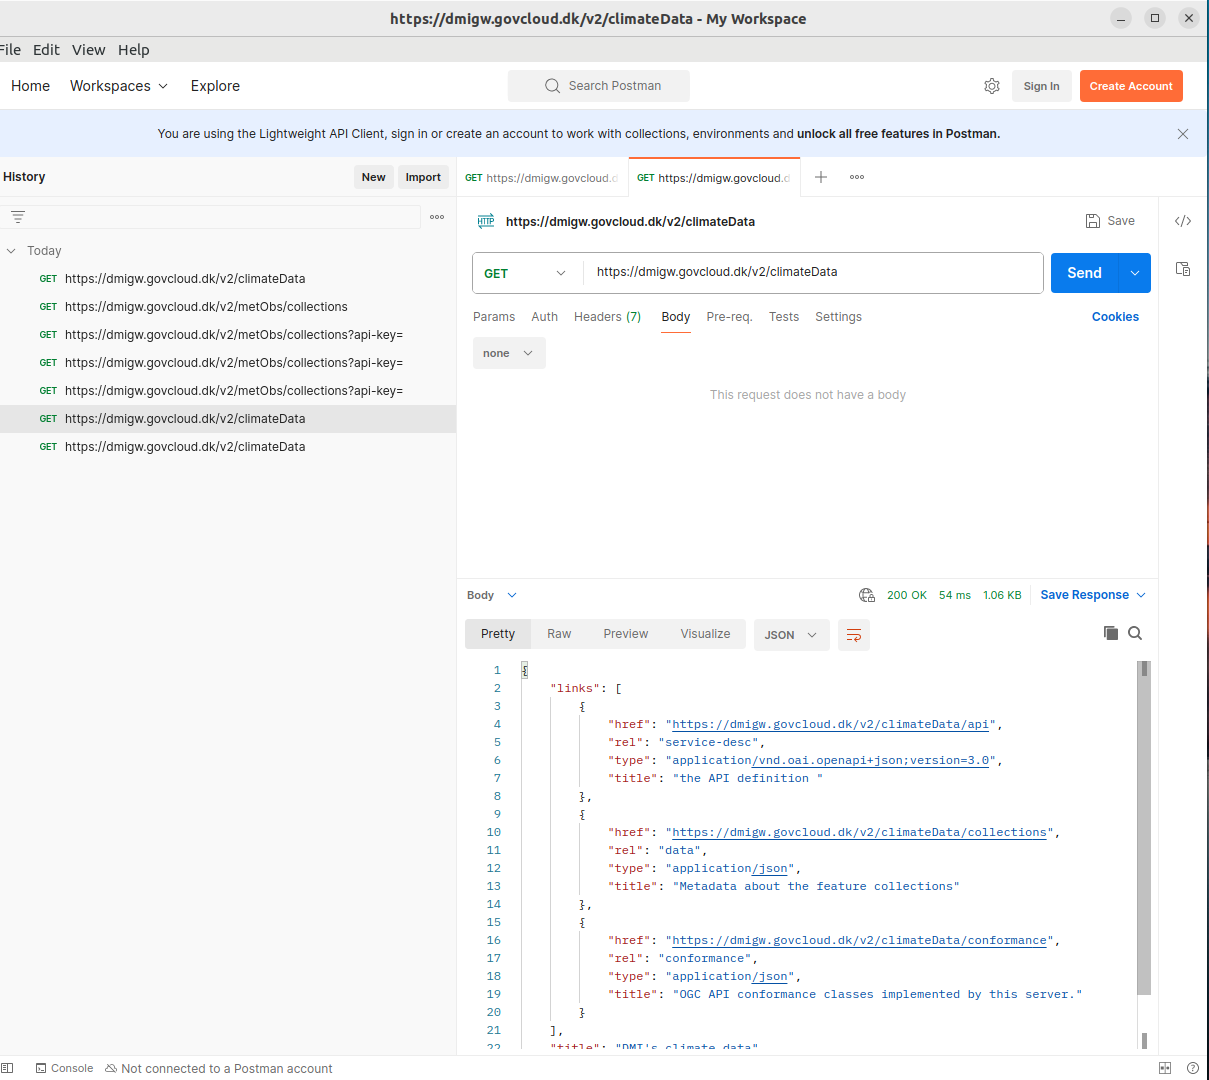 https://dmigw.govcloud.dk/v2/climateData - My Workspace
File Edit View Help
Home Workspaces Explore Search Postman Sign In Create Account
You are using the Lightweight API Client, sign in or create an account to work with collections, environments and unlock all free features in Postman.
History New Import
GET https://dmigw.govcloud.d GET https://dmigw.govcloud.d
Today
GET https://dmigw.govcloud.dk/v2/climateData
GET https://dmigw.govcloud.dk/v2/metObs/collections
GET https://dmigw.govcloud.dk/v2/metObs/collections?api-key=
GET https://dmigw.govcloud.dk/v2/metObs/collections?api-key=
GET https://dmigw.govcloud.dk/v2/metObs/collections?api-key=
GET https://dmigw.govcloud.dk/v2/climateData
GET https://dmigw.govcloud.dk/v2/climateData
HTTP https://dmigw.govcloud.dk/v2/climateData Save </>
GET https://dmigw.govcloud.dk/v2/climateData Send
Params Auth Headers (7) Body Pre-req. Tests Settings Cookies
none
This request does not have a body
Body 200 OK 54 ms 1.06 KB Save Response
Pretty Raw Preview Visualize JSON
1 {
2 "links": [
3 {
4 "href": "https://dmigw.govcloud.dk/v2/climateData/api",
5 "rel": "service-desc",
6 "type": "application/vnd.oai.openapi+json;version=3.0",
7 "title": "the API definition "
8 },
9 {
10 "href": "https://dmigw.govcloud.dk/v2/climateData/collections",
11 "rel": "data",
12 "type": "application/json",
13 "title": "Metadata about the feature collections"
14 },
15 {
16 "href": "https://dmigw.govcloud.dk/v2/climateData/conformance",
17 "rel": "conformance",
18 "type": "application/json",
19 "title": "OGC API conformance classes implemented by this server."
20 }
21 ],
22 "title": "DMI's climate data"
Console Not connected to a Postman account